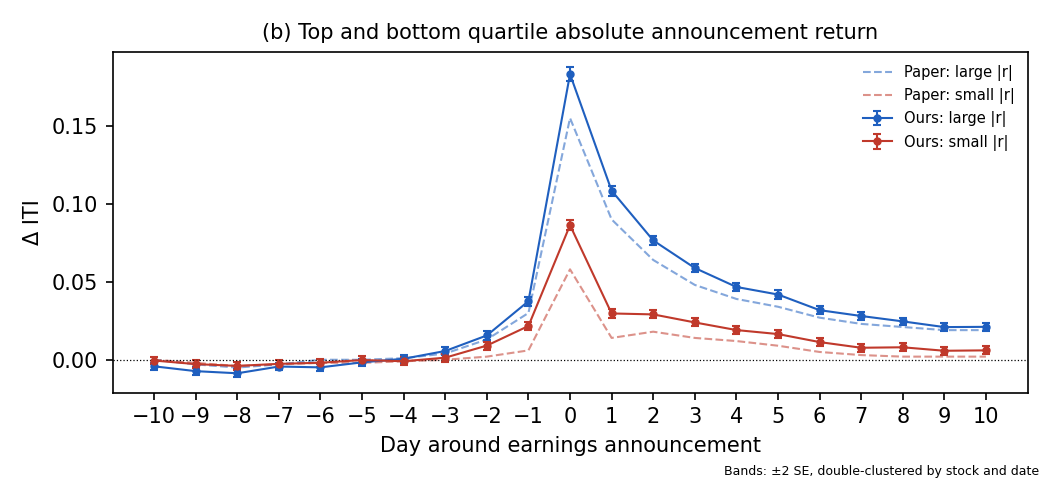 (b) Top and bottom quartile absolute announcement return
Δ ITI
0.15
0.10
0.05
0.00
Paper: large |r|
Paper: small |r|
Ours: large |r|
Ours: small |r|
−10 −9 −8 −7 −6 −5 −4 −3 −2 −1 0 1 2 3 4 5 6 7 8 9 10
Day around earnings announcement
Bands: ±2 SE, double-clustered by stock and date